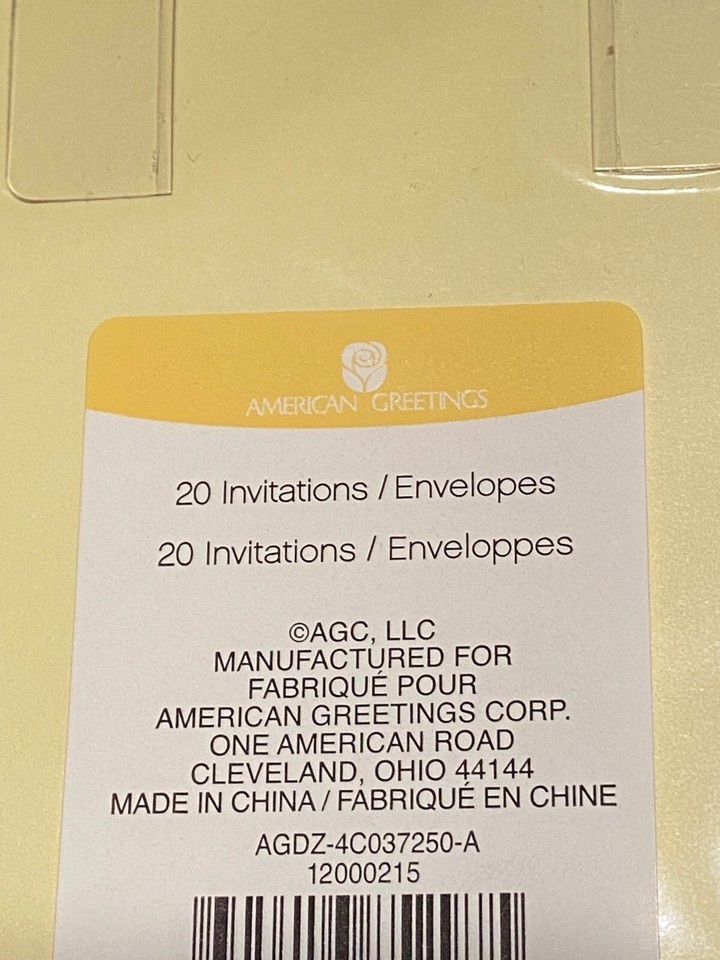 AMERICAN GREETINGS
20 Invitations / Envelopes
20 Invitations / Enveloppes
©AGC, LLC
MANUFACTURED FOR
FABRIQUÉ POUR
AMERICAN GREETINGS CORP.
ONE AMERICAN ROAD
CLEVELAND, OHIO 44144
MADE IN CHINA / FABRIQUÉ EN CHINE
AGDZ-4C037250-A
12000215